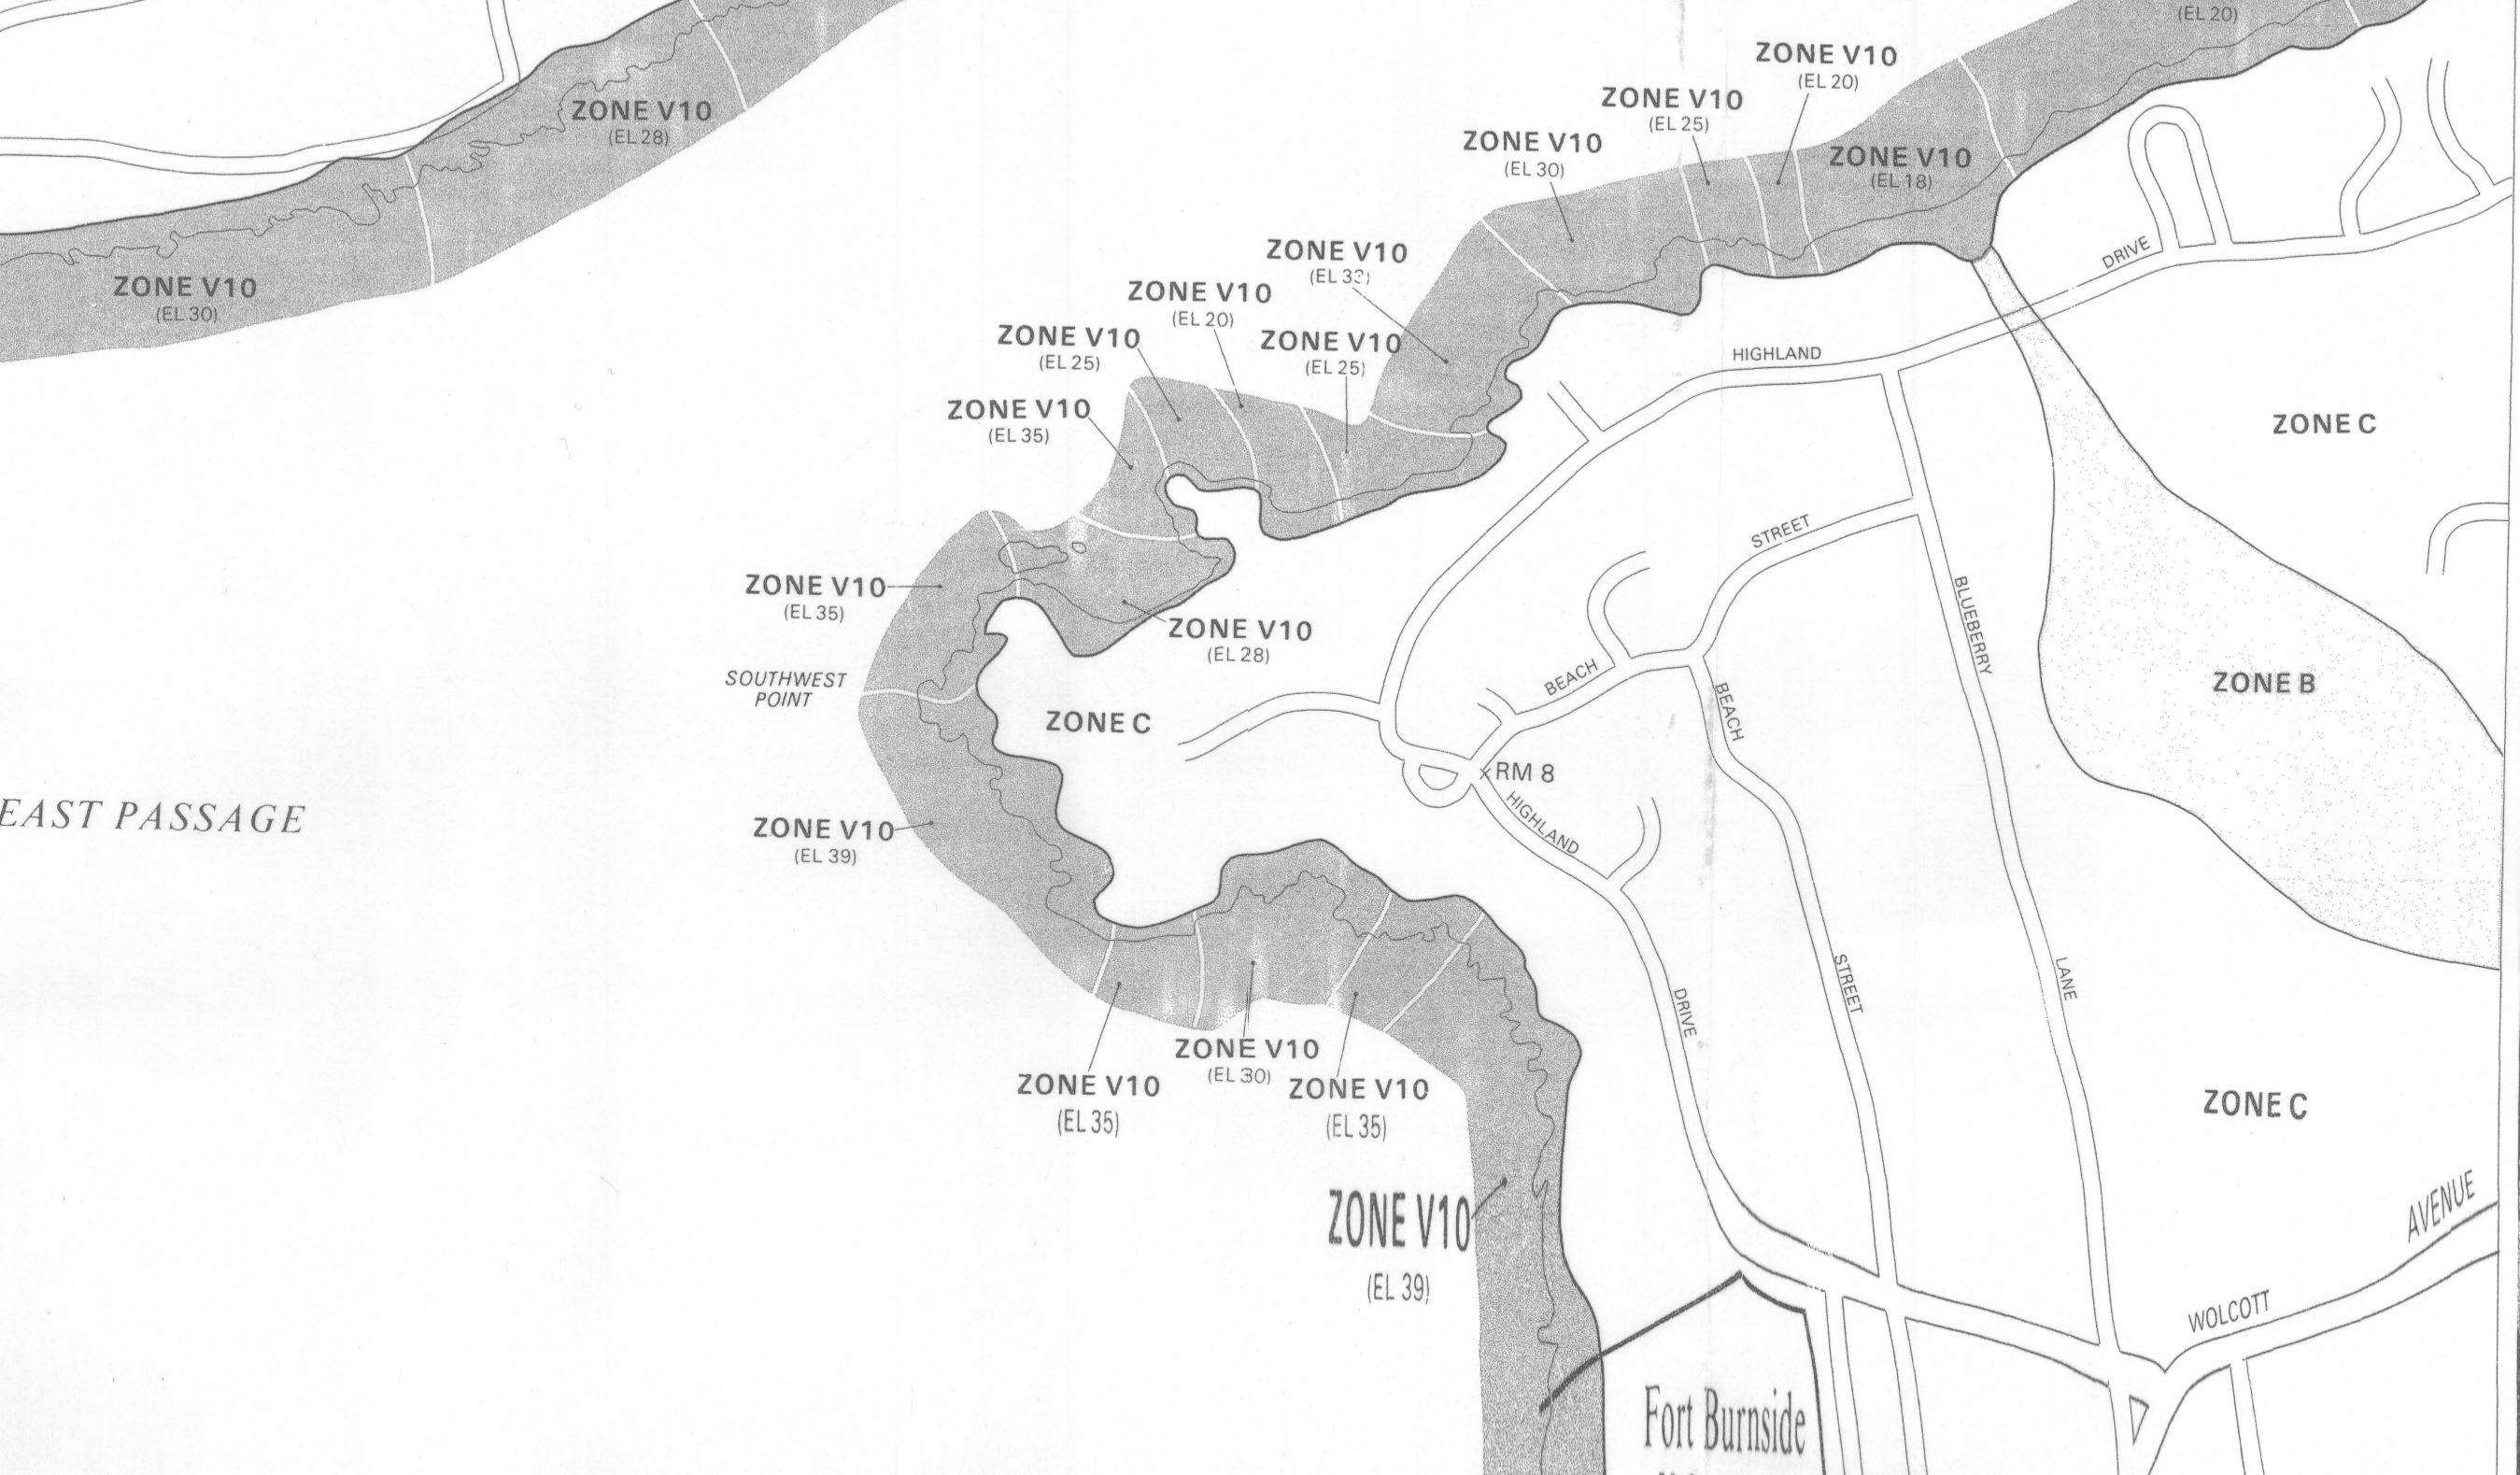 (EL 20)
ZONE V10
(EL 20)
ZONE V10
(EL 25)
ZONE V10
(EL 28)
ZONE V10
(EL 30)
ZONE V10
(EL 18)
ZONE V10
DRIVE
ZONE V10
(EL 30)
ZONE V10
(EL 20)
ZONE V10
(EL 25)
ZONE V10
(EL 25)
HIGHLAND
ZONE V10
(EL 35)
ZONE C
STREET
ZONE V10
(EL 35)
BLUEBERRY
ZONE V10
(EL 28)
BEACH
SOUTHWEST
POINT
ZONE B
BEACH
ZONE C
RM 8
EAST PASSAGE
HIGHLAND
ZONE V10
(EL 39)
STREET
LANE
DRIVE
ZONE V10
(EL 30)
ZONE V10
(EL 35)
ZONE V10
(EL 35)
ZONE C
ZONE V10
(EL 39)
AVENUE
WOLCOTT
Fort Burnside